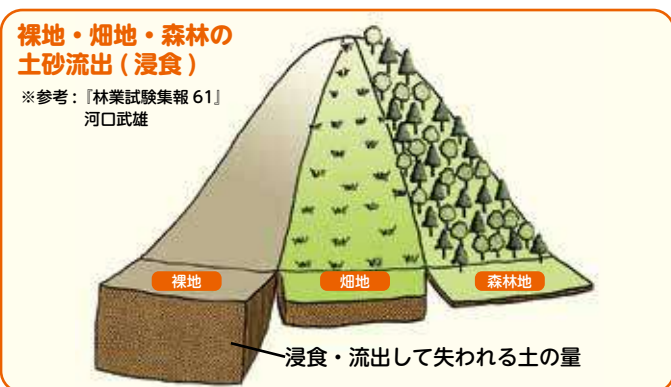 裸地・畑地・森林の
土砂流出 ( 浸食 )
※参考 : 『林業試験集報 61』
河口武雄
裸地
畑地
森林地
浸食・流出して失われる土の量